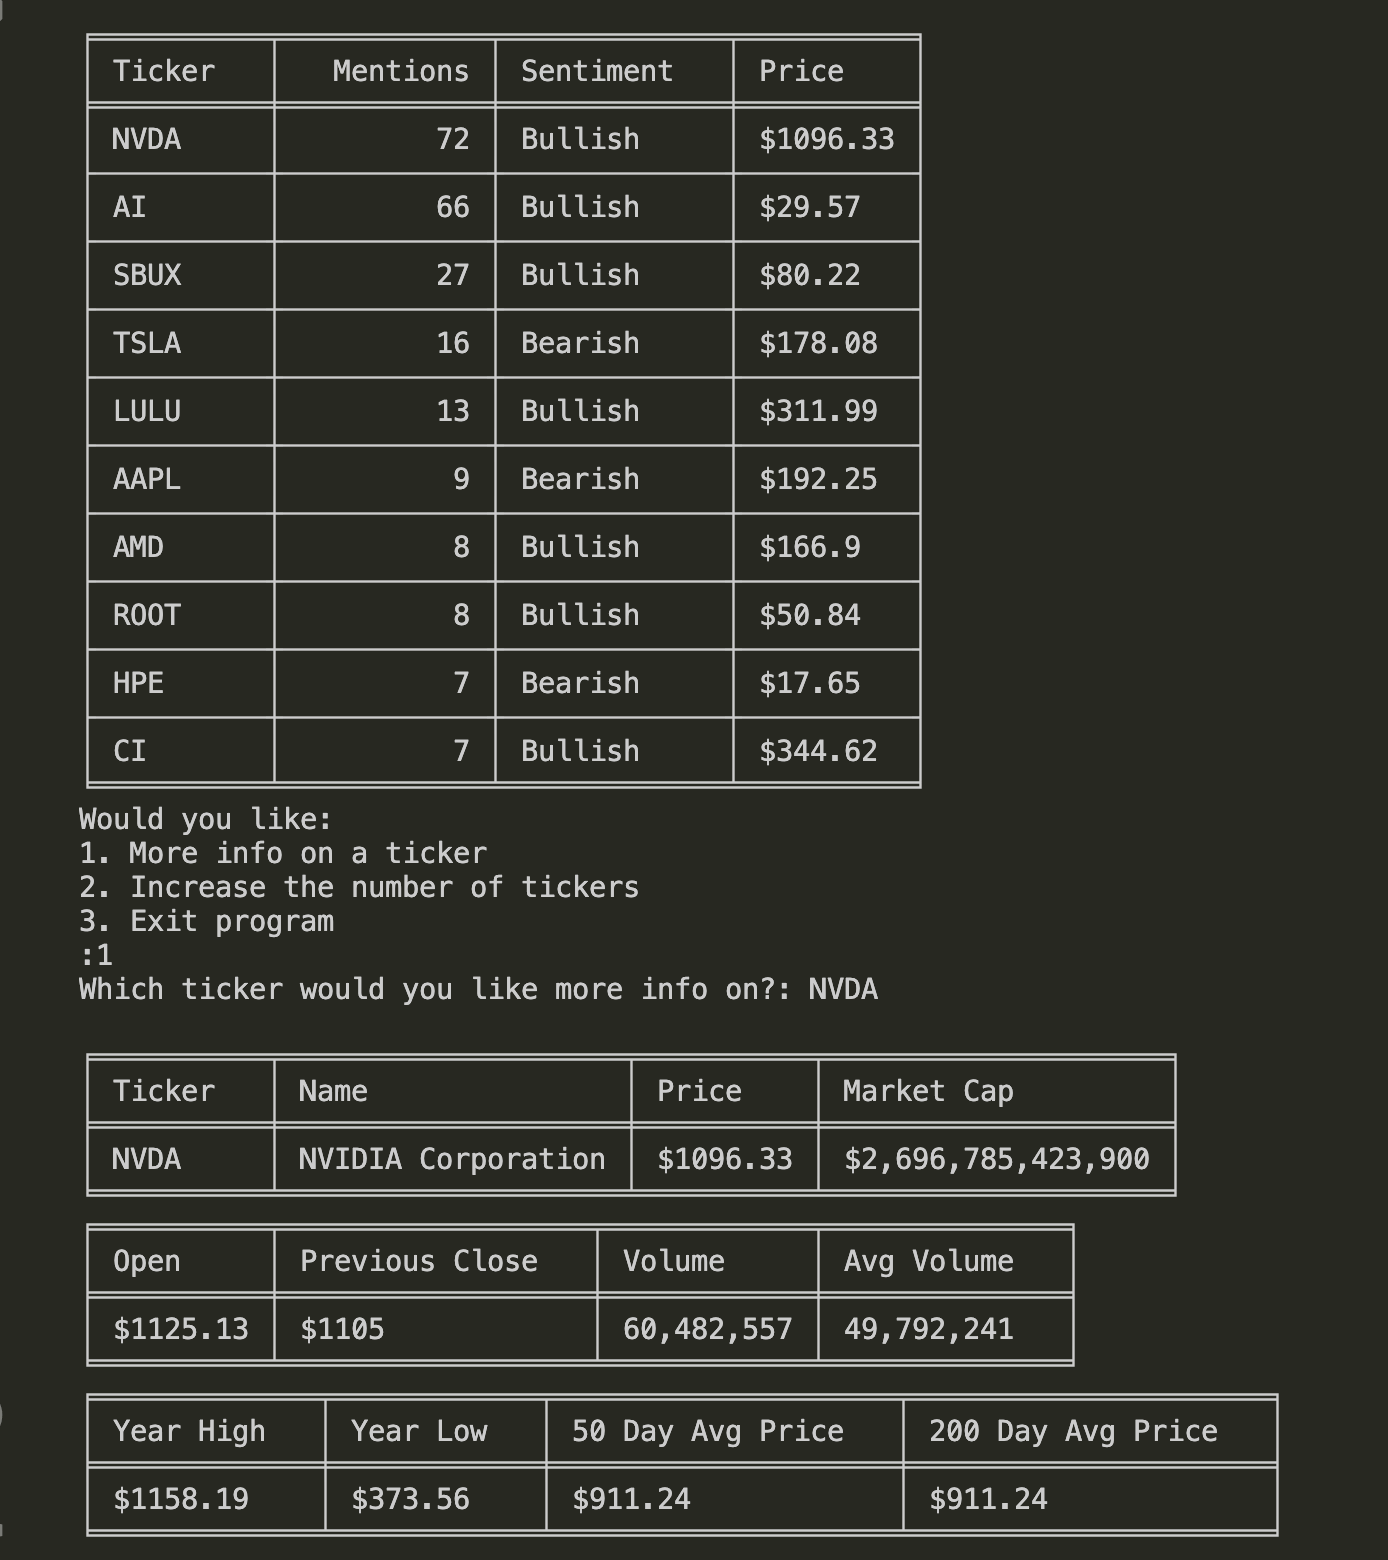 Ticker Mentions Sentiment Price
NVDA 72 Bullish $1096.33
AI 66 Bullish $29.57
SBUX 27 Bullish $80.22
TSLA 16 Bearish $178.08
LULU 13 Bullish $311.99
AAPL 9 Bearish $192.25
AMD 8 Bullish $166.9
ROOT 8 Bullish $50.84
HPE 7 Bearish $17.65
CI 7 Bullish $344.62
Would you like:
1. More info on a ticker
2. Increase the number of tickers
3. Exit program
:1
Which ticker would you like more info on?: NVDA
Ticker Name Price Market Cap
NVDA NVIDIA Corporation $1096.33 $2,696,785,423,900
Open Previous Close Volume Avg Volume
$1125.13 $1105 60,482,557 49,792,241
Year High Year Low 50 Day Avg Price 200 Day Avg Price
$1158.19 $373.56 $911.24 $911.24